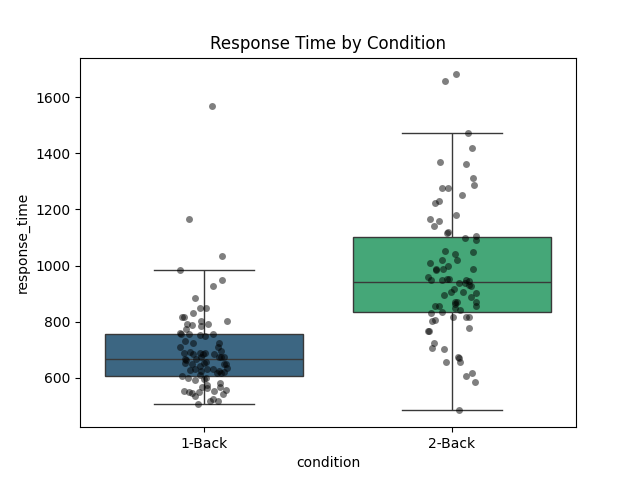 Response Time by Condition
response_time
1600
1400
1200
1000
800
600
1-Back
2-Back
condition